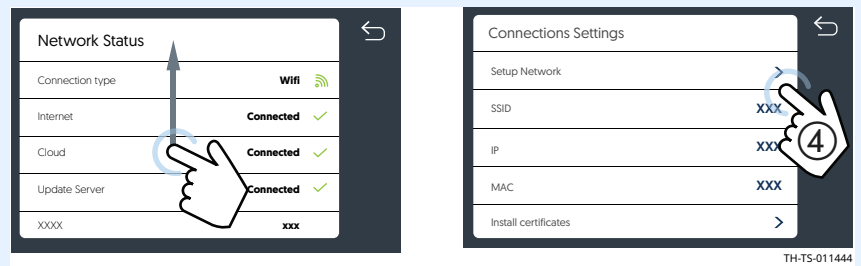 Network Status
Connection type Wifi
Internet Connected
Cloud Connected
Update Server Connected
XXXX xxx
Connections Settings
Setup Network
SSID XXX
IP XXX
MAC XXX
Install certificates
4
TH-TS-011444